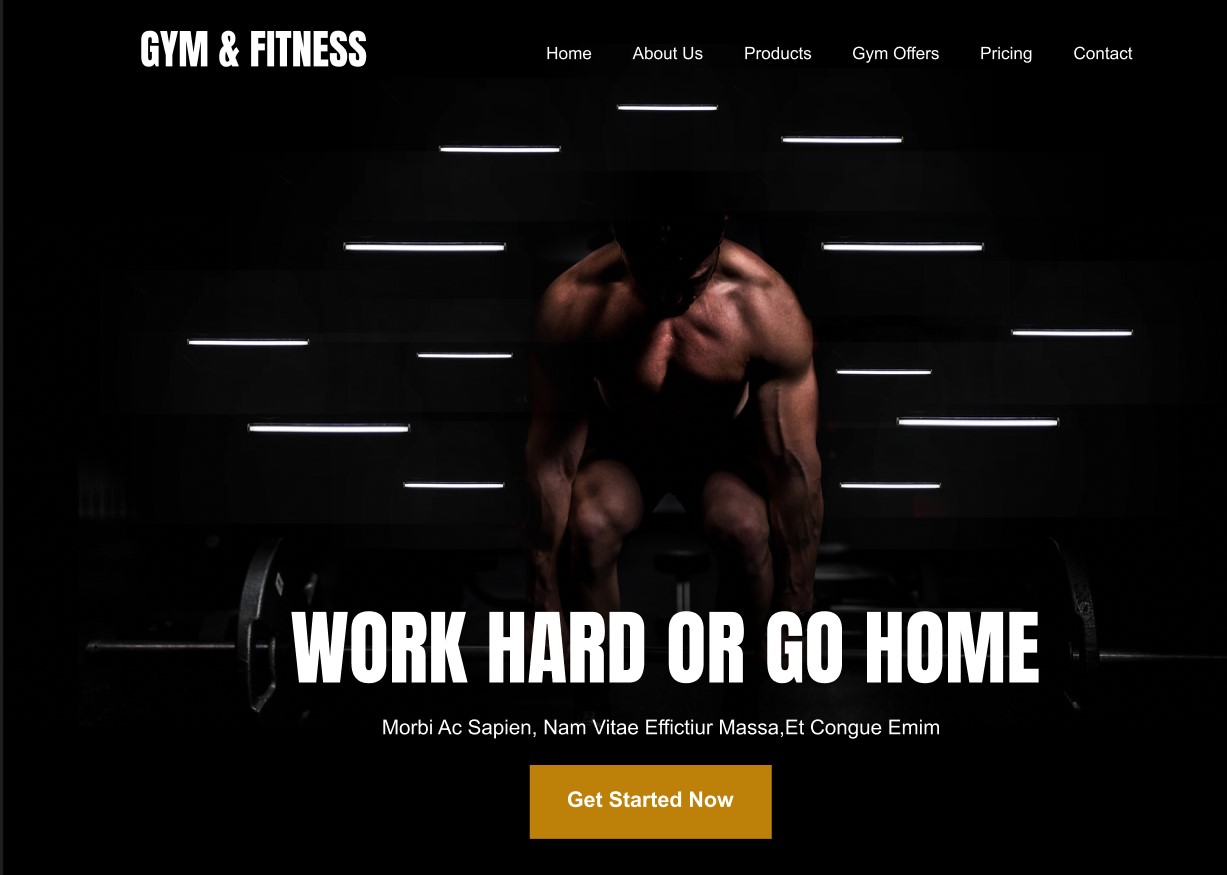 GYM & FITNESS
Home About Us Products Gym Offers Pricing Contact
WORK HARD OR GO HOME
Morbi Ac Sapien, Nam Vitae Effictiur Massa,Et Congue Emim
Get Started Now